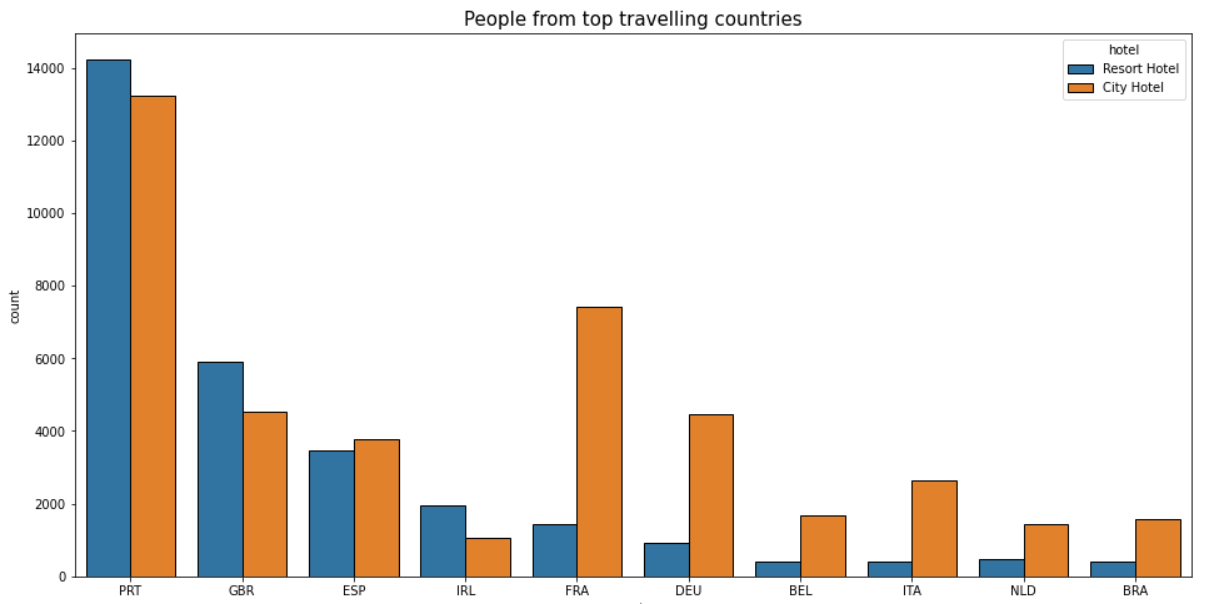 People from top travelling countries
hotel
Resort Hotel
City Hotel
14000
12000
10000
8000
6000
4000
2000
0
count
PRT GBR ESP IRL FRA DEU BEL ITA NLD BRA